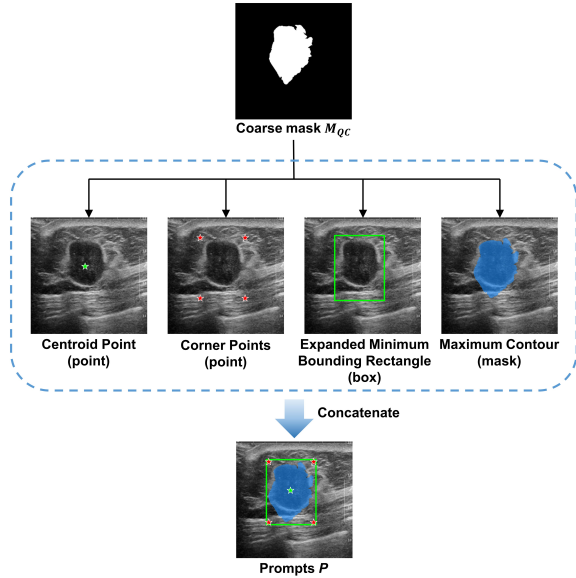 Coarse mask M_QC
Centroid Point
(point)
Corner Points
(point)
Expanded Minimum
Bounding Rectangle
(box)
Maximum Contour
(mask)
Concatenate
Prompts P